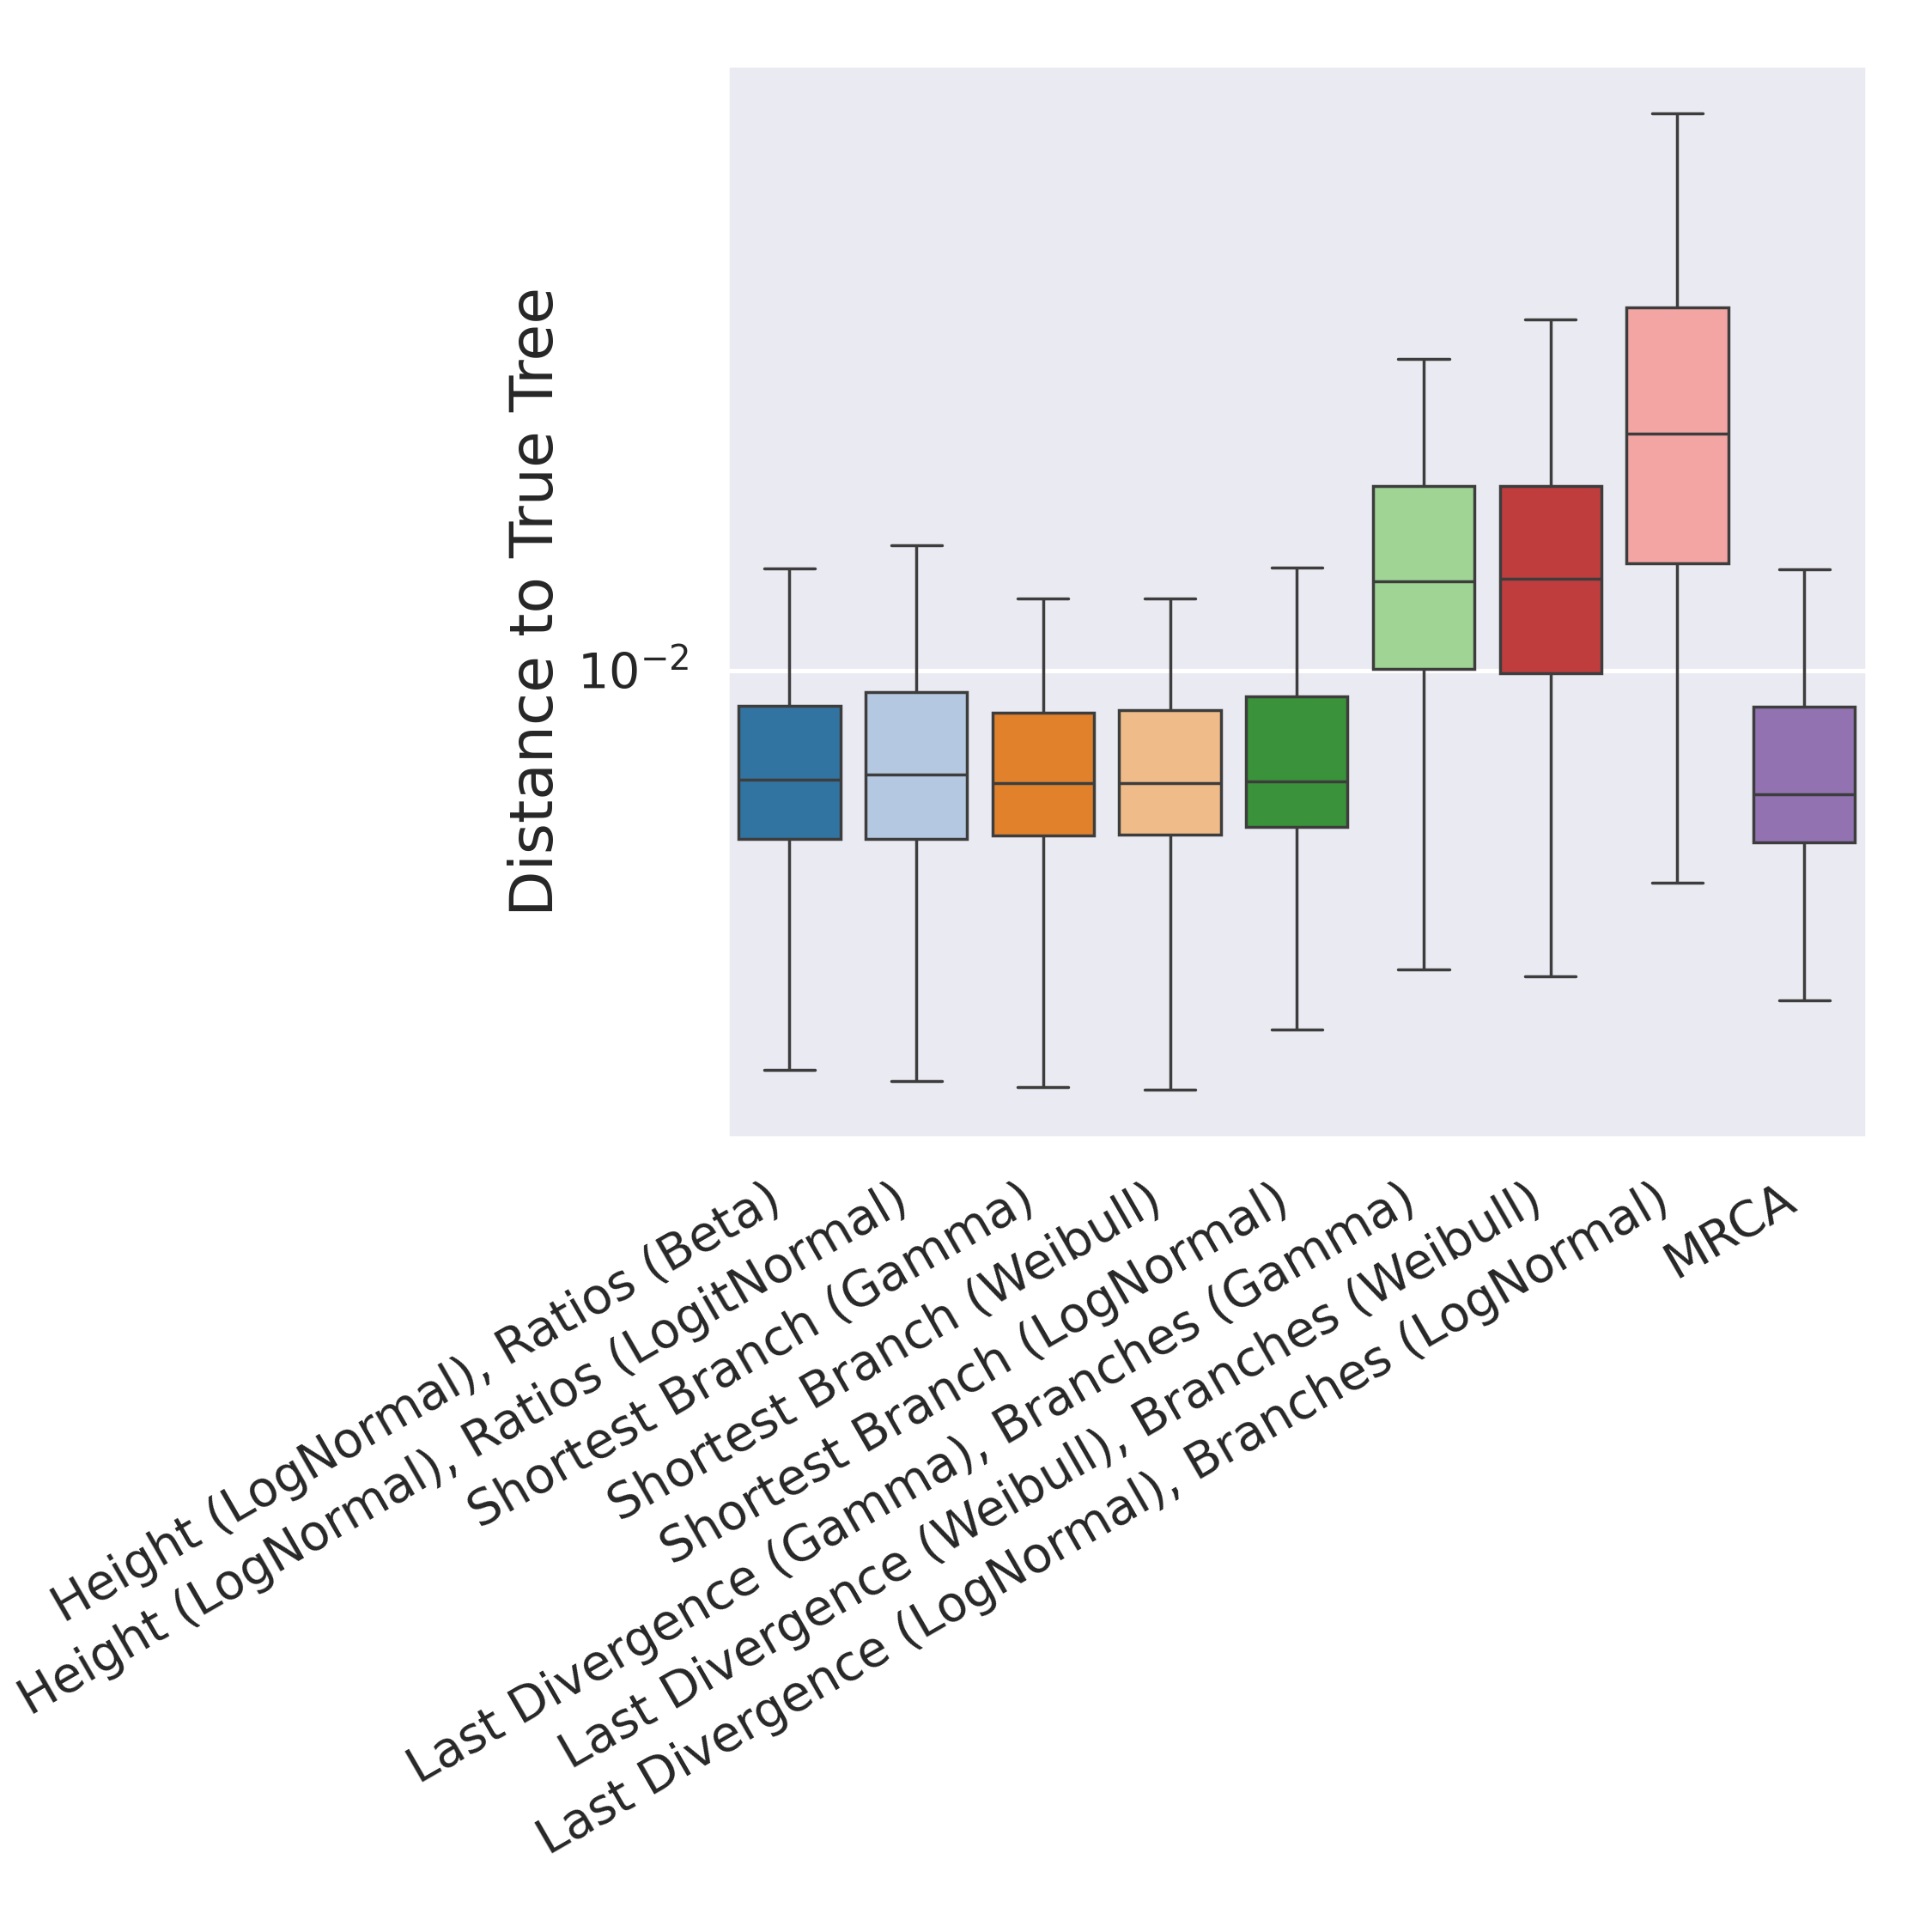 Distance to True Tree
10⁻²
Height (LogNormal), Ratios (Beta)
Height (LogNormal), Ratios (LogitNormal)
Shortest Branch (Gamma)
Shortest Branch (Weibull)
Shortest Branch (LogNormal)
Last Divergence (Gamma), Branches (Gamma)
Last Divergence (Weibull), Branches (Weibull)
Last Divergence (LogNormal), Branches (LogNormal)
MRCA